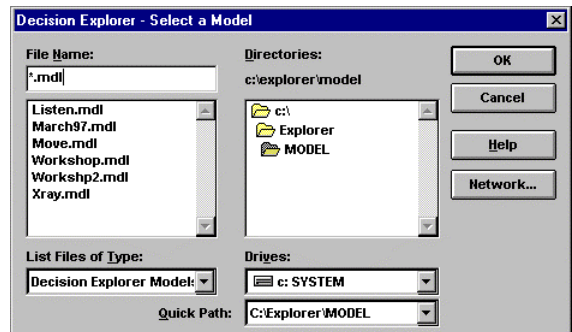 Decision Explorer - Select a Model
File Name:
*.mdl
Listen.mdl
March97.mdl
Move.mdl
Workshop.mdl
Workshp2.mdl
Xray.mdl
List Files of Type:
Decision Explorer Models
Directories:
c:\explorer\model
c:\
Explorer
MODEL
Drives:
c: SYSTEM
Quick Path:
C:\Explorer\MODEL
OK
Cancel
Help
Network...